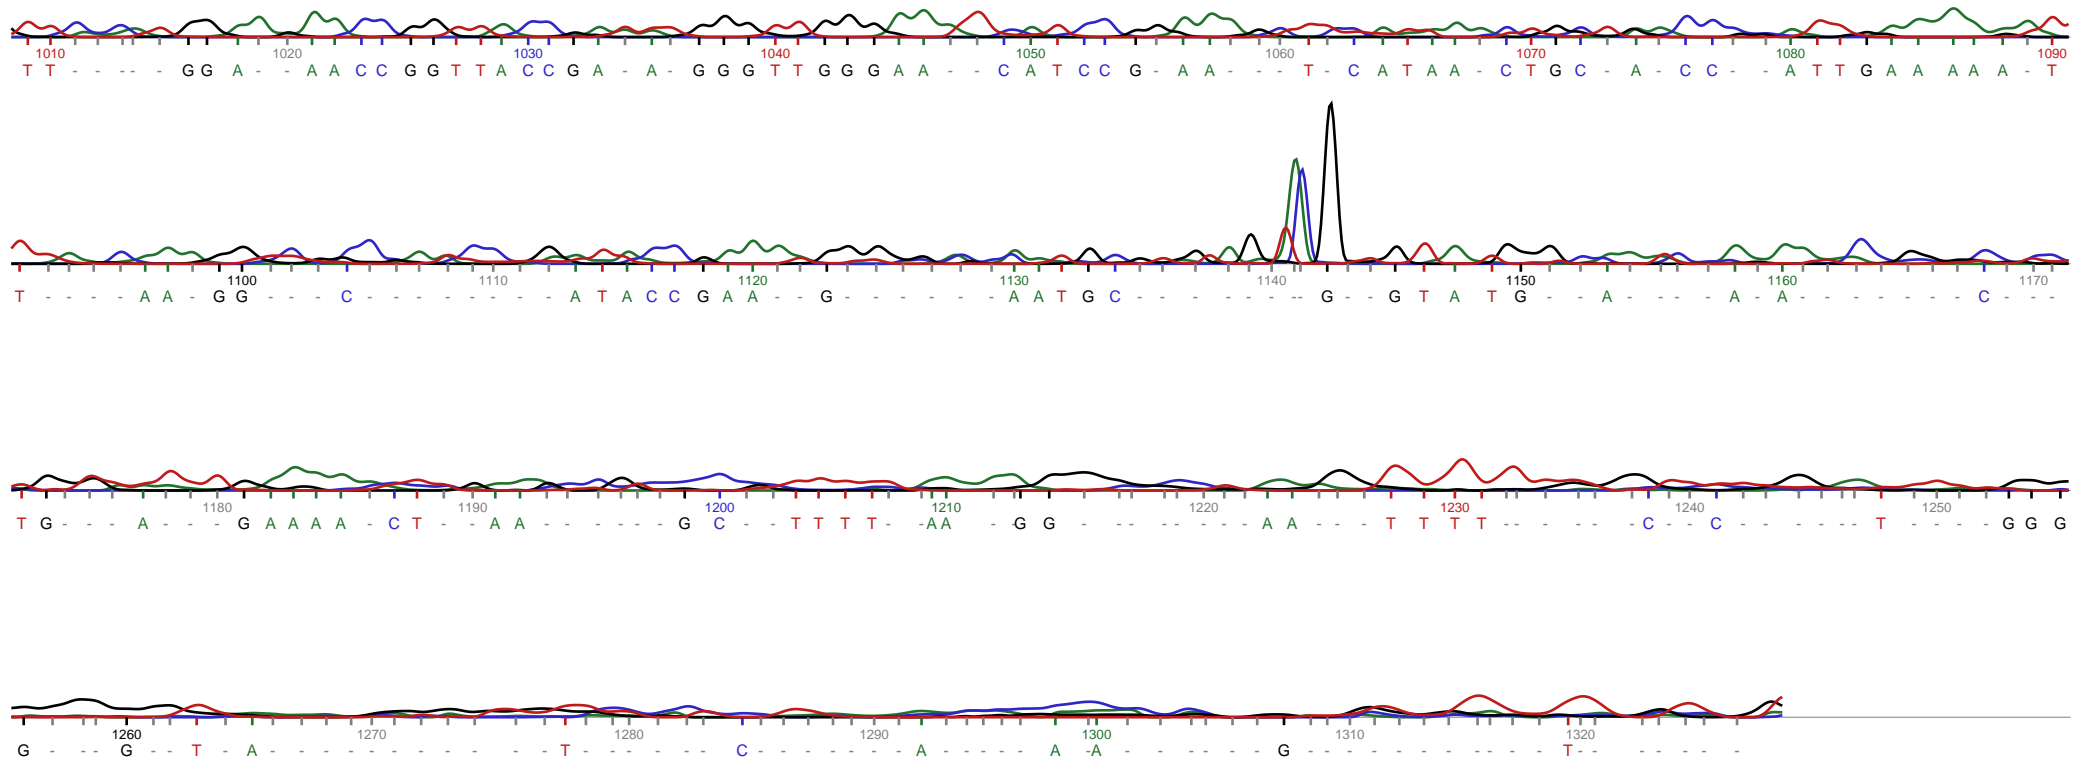 1010 1020 1030 1040 1050 1060 1070 1080 1090
T T - - - - - G G A - - A A C C G G T T A C C G A - A - G G G T T G G G A A - - C A T C C G - A A - - - T - C A T A A - C T G C - A - C C - - A T T G A A A A A - T
1100 1110 1120 1130 1140 1150 1160 1170
T - - - - A A - G G - - - C - - - - - - - - A T A C C G A A - - G - - - - - - - A A T G C - - - - - - - - - G - - G T A T G - - A - - - - A - A - - - - - - - - C - - -
1180 1190 1200 1210 1220 1230 1240 1250
T G - - - A - - - G A A A A - C T - - A A - - - - - - G C - - T T T T - - A A - - G G - - - - - - - - - A A - - - T T T T - - - - - - C - - C - - - - - - - T - - - - G G G
1260 1270 1280 1290 1300 1310 1320
G - - - G - - T - A - - - - - - - - - - - - T - - - - - - C - - - - - - A - - - - - A - A - - - - - - G - - - - - - - - - - T - - - - - - -